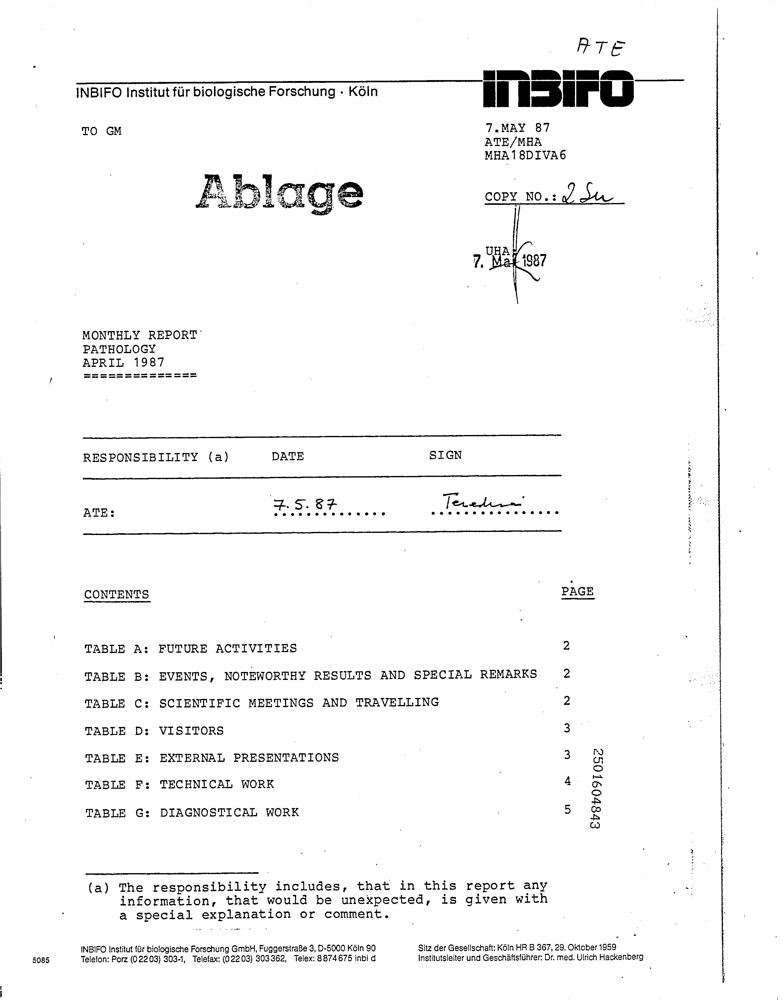 ATE
INBIFO Institut für biologische Forschung · Köln
INBIFO
TO GM
7.MAY 87
ATE/MHA
MHA18DIVA6
Ablage
COPY NO.: 2 Su
UHA
7. Mai 1987
MONTHLY REPORT
PATHOLOGY
APRIL 1987
==============
RESPONSIBILITY (a) DATE SIGN
ATE: 7.5.87
CONTENTS PAGE
TABLE A: FUTURE ACTIVITIES 2
TABLE B: EVENTS, NOTEWORTHY RESULTS AND SPECIAL REMARKS 2
TABLE C: SCIENTIFIC MEETINGS AND TRAVELLING 2
TABLE D: VISITORS 3
TABLE E: EXTERNAL PRESENTATIONS 3
TABLE F: TECHNICAL WORK 4
TABLE G: DIAGNOSTICAL WORK 5
2501604843
(a) The responsibility includes, that in this report any
information, that would be unexpected, is given with
a special explanation or comment.
INBIFO Institut für biologische Forschung GmbH, Fuggerstraße 3, D-5000 Köln 90
Telefon: Porz (02203) 303-1, Telefax: (02203) 303362, Telex: 8874675 inbi d
Sitz der Gesellschaft: Köln HR B 367, 29. Oktober 1959
Institutsleiter und Geschäftsführer: Dr. med. Ulrich Hackenberg
5085